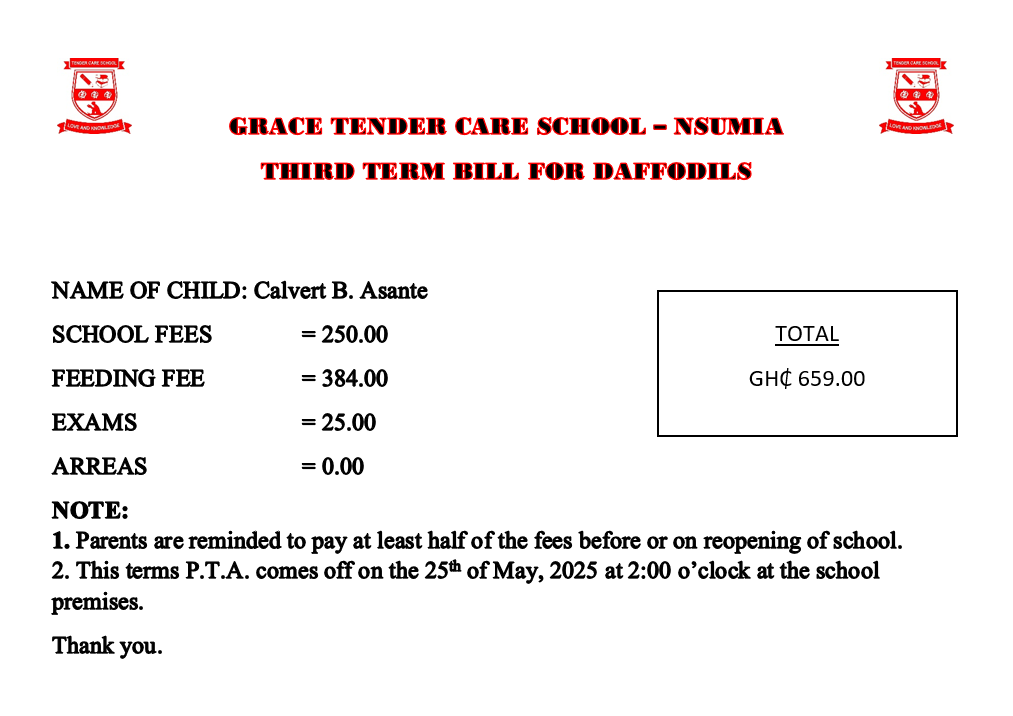 TENDER CARE SCHOOL
LOVE AND KNOWLEDGE
TENDER CARE SCHOOL
LOVE AND KNOWLEDGE
GRACE TENDER CARE SCHOOL – NSUMIA
THIRD TERM BILL FOR DAFFODILS
NAME OF CHILD: Calvert B. Asante
SCHOOL FEES = 250.00
FEEDING FEE = 384.00
EXAMS = 25.00
ARREAS = 0.00
TOTAL
GH₵ 659.00
NOTE:
1. Parents are reminded to pay at least half of the fees before or on reopening of school.
2. This terms P.T.A. comes off on the 25th of May, 2025 at 2:00 o’clock at the school
premises.
Thank you.